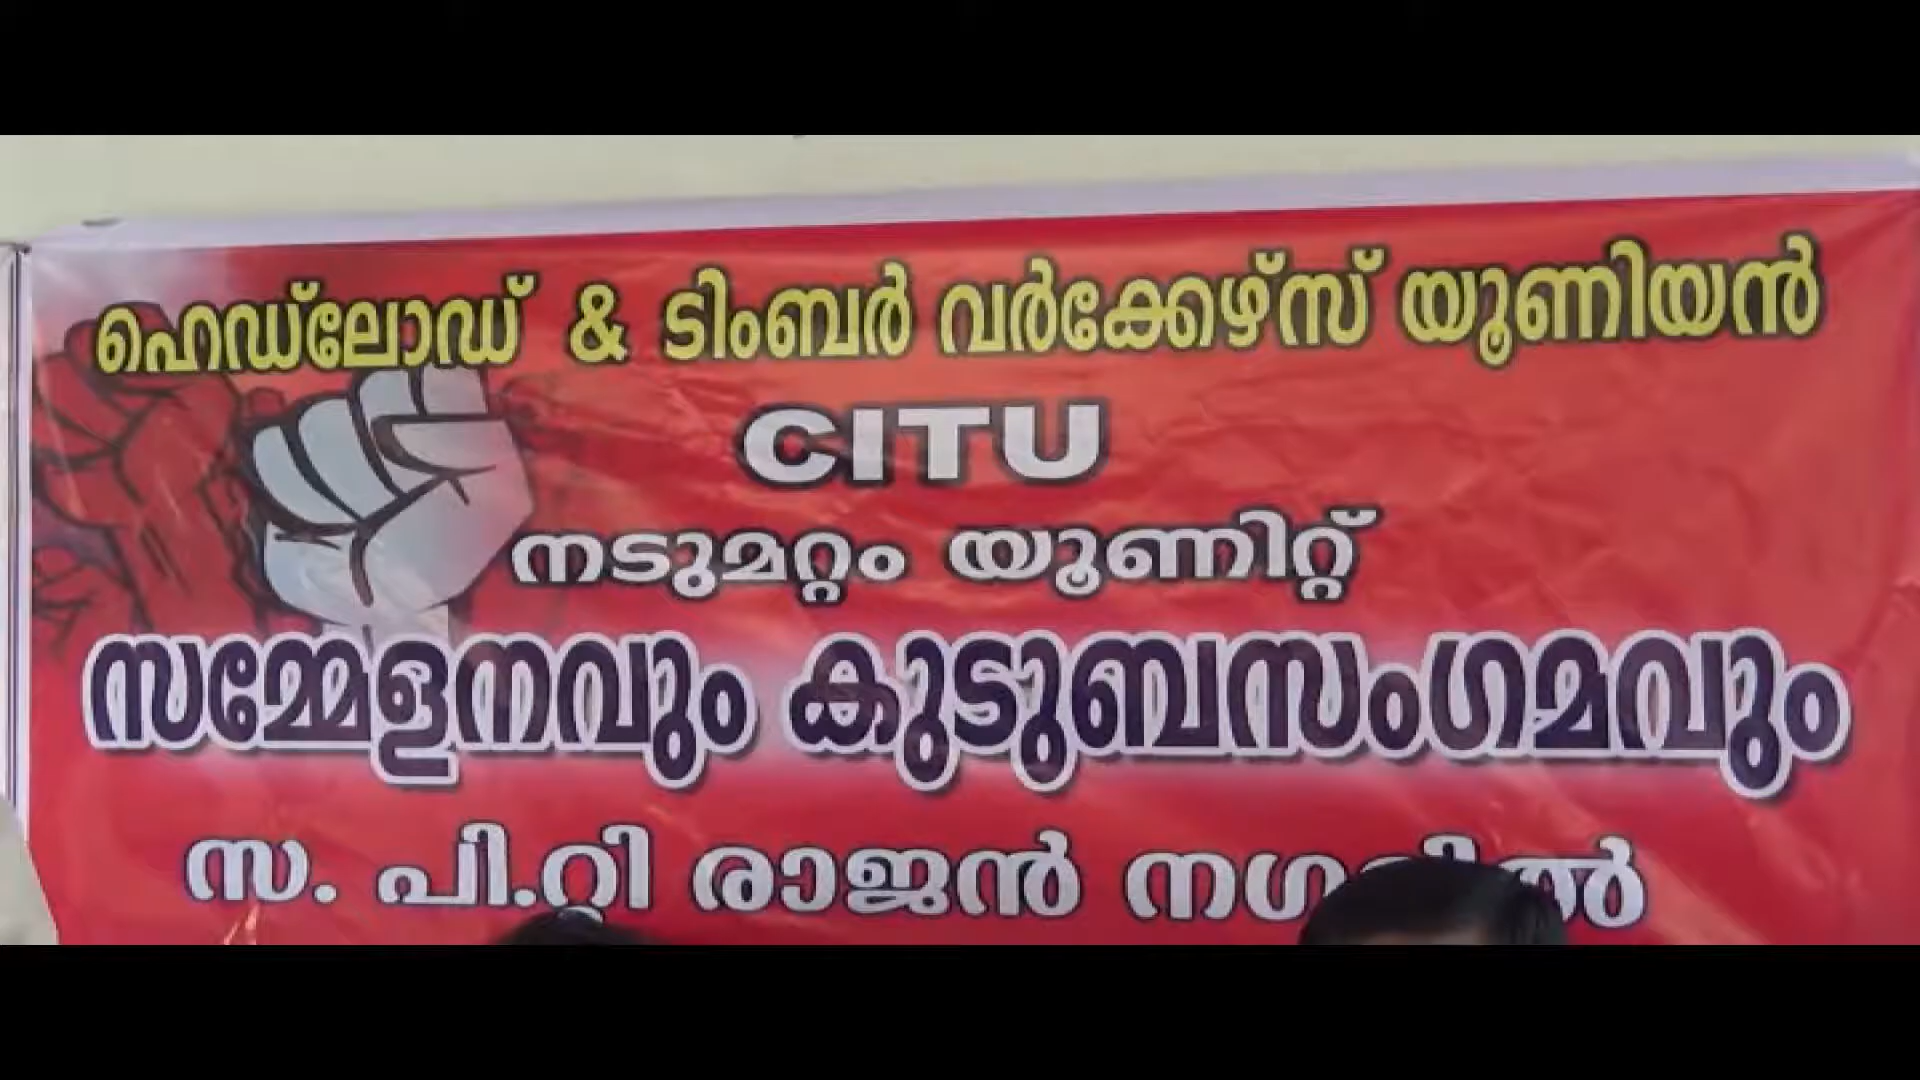 ഹെഡ്ലോഡ് & ടിംബർ വർക്കേഴ്സ് യൂണിയൻ
CITU
നടുമറ്റം യൂണിറ്റ്
സമ്മേളനവും കുടുബസംഗമവും
സ. പി.റ്റി രാജൻ